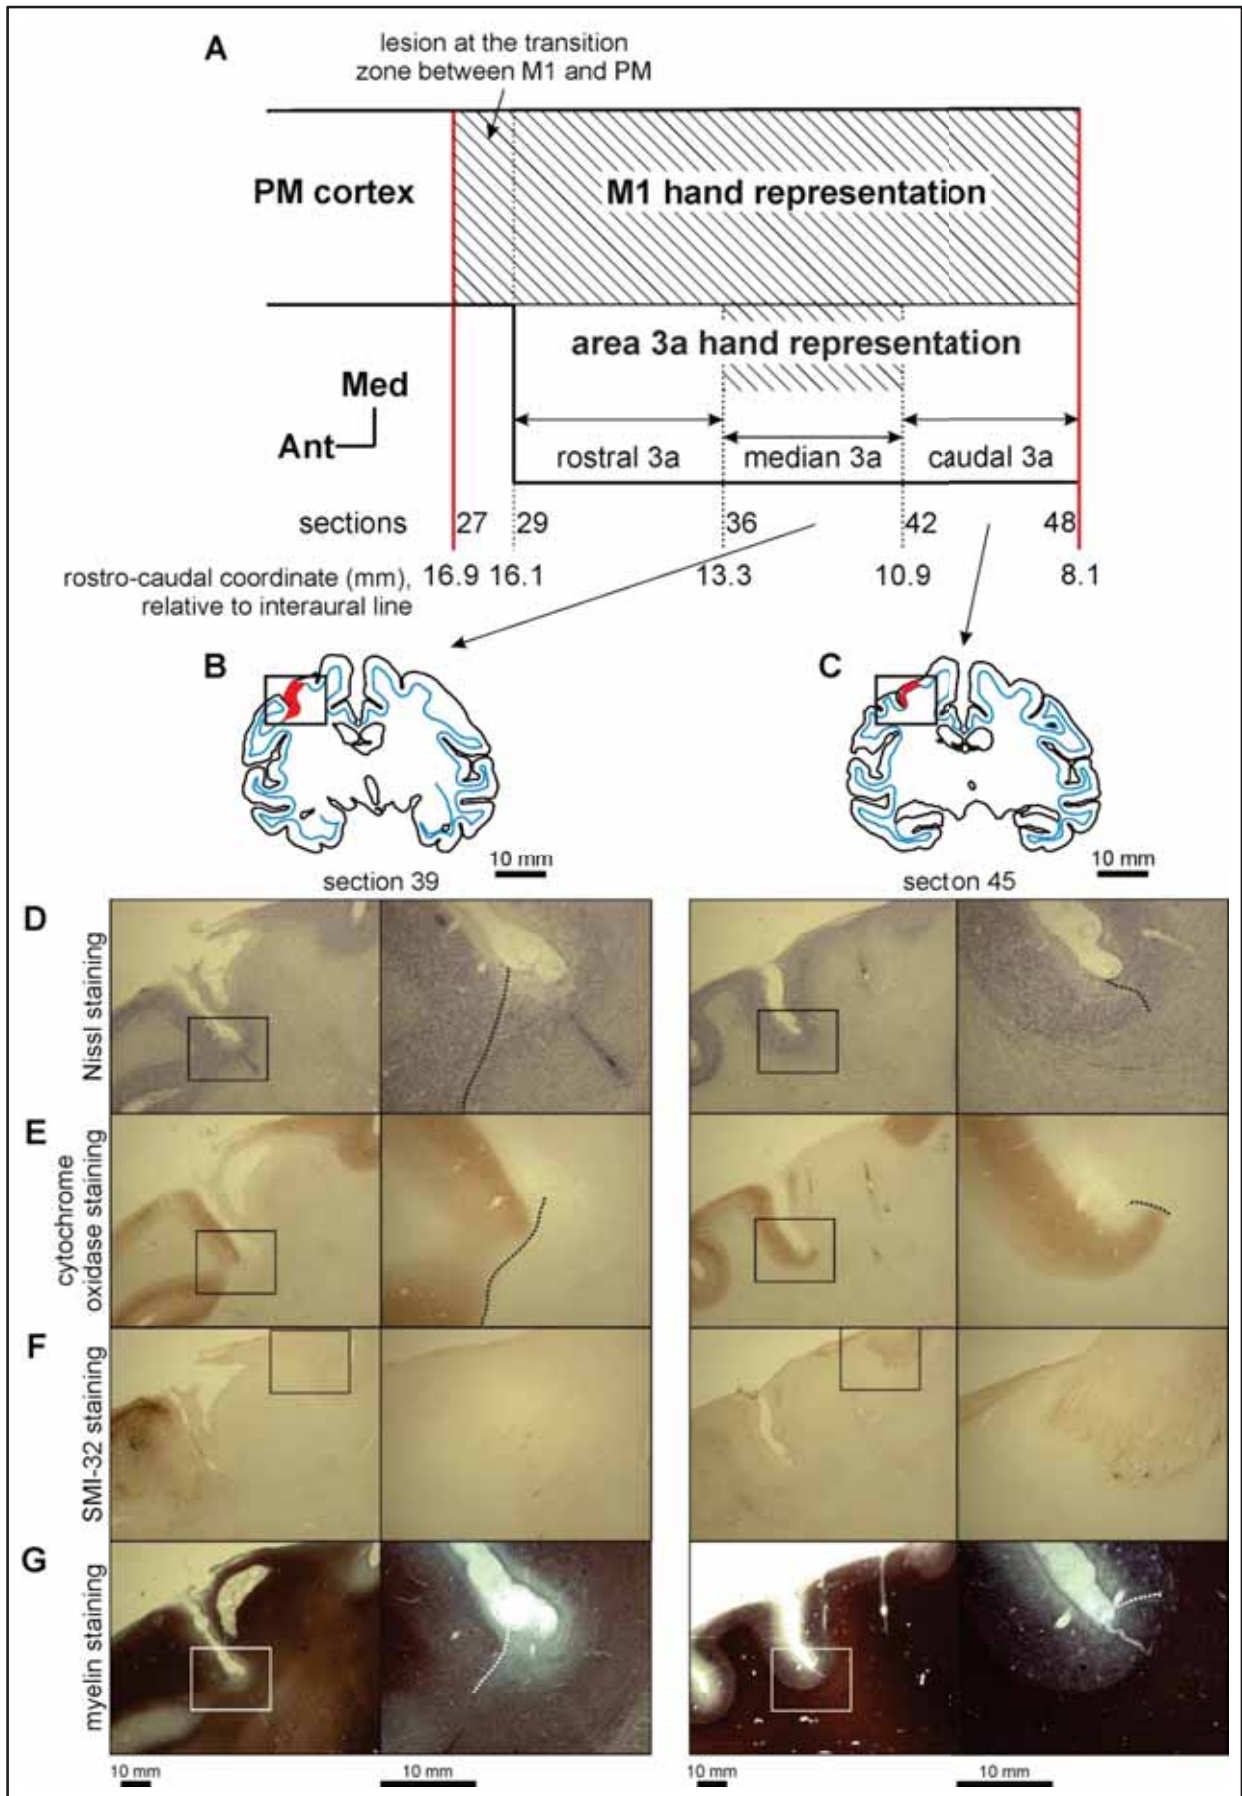 A
lesion at the transition
zone between M1 and PM
PM cortex
M1 hand representation
area 3a hand representation
Med
Ant
rostral 3a
median 3a
caudal 3a
sections
27
29
36
42
48
rostro-caudal coordinate (mm),
relative to interaural line
16.9
16.1
13.3
10.9
8.1
B
C
10 mm
10 mm
section 39
secton 45
D
Nissl staining
E
cytochrome
oxidase staining
F
SMI-32 staining
G
myelin staining
10 mm
10 mm
10 mm
10 mm